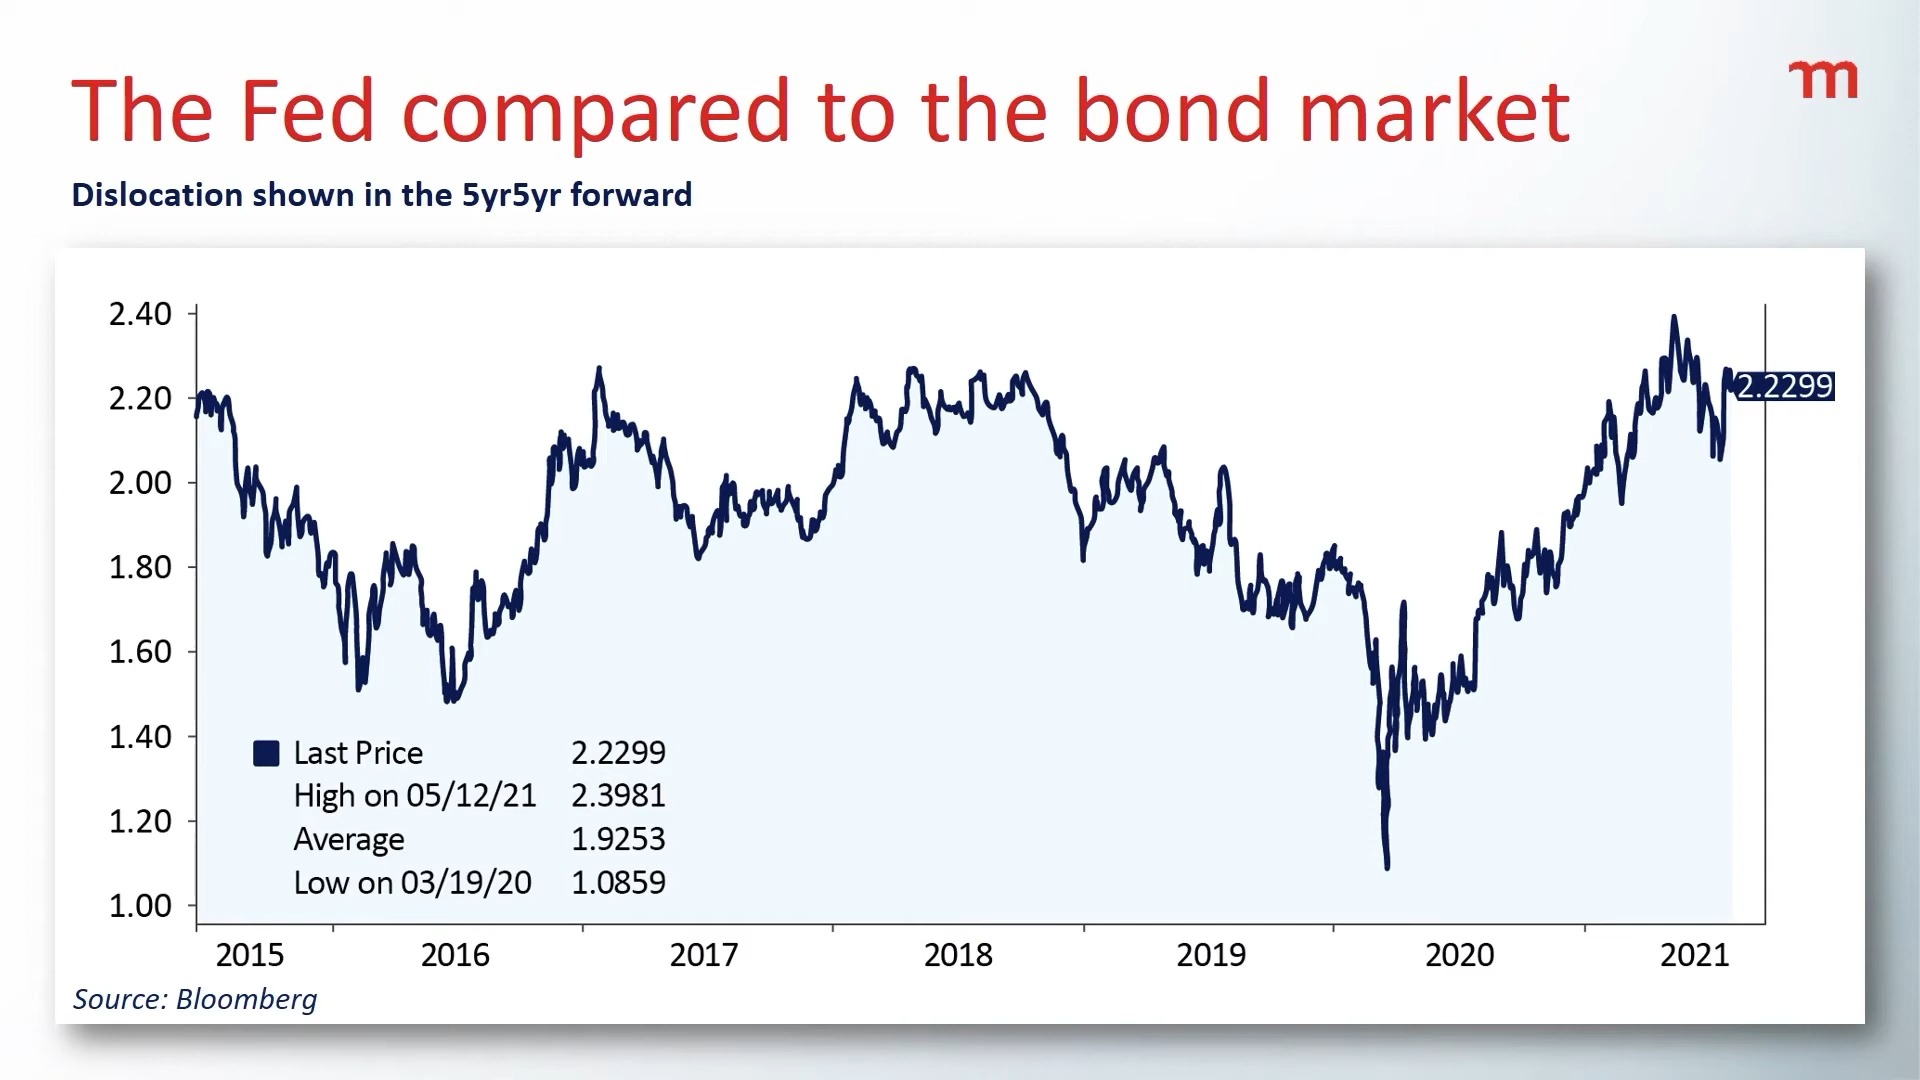 The Fed compared to the bond market
m
Dislocation shown in the 5yr5yr forward
2.40
2.20
2.2299
2.00
1.80
1.60
1.40
1.20
1.00
Last Price 2.2299
High on 05/12/21 2.3981
Average 1.9253
Low on 03/19/20 1.0859
2015 2016 2017 2018 2019 2020 2021
Source: Bloomberg